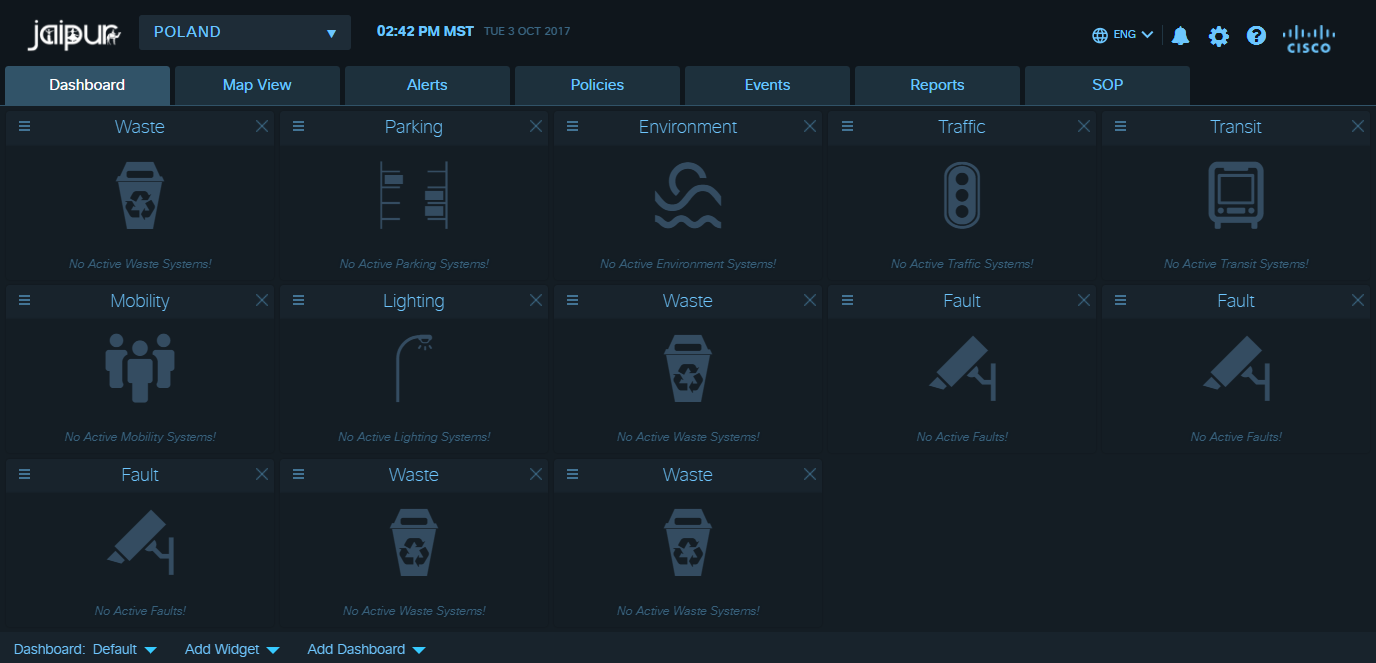 jaipur POLAND ▼ 02:42 PM MST TUE 3 OCT 2017 ENG CISCO
Dashboard Map View Alerts Policies Events Reports SOP
Waste Parking Environment Traffic Transit
No Active Waste Systems! No Active Parking Systems! No Active Environment Systems! No Active Traffic Systems! No Active Transit Systems!
Mobility Lighting Waste Fault Fault
No Active Mobility Systems! No Active Lighting Systems! No Active Waste Systems! No Active Faults! No Active Faults!
Fault Waste Waste
No Active Faults! No Active Waste Systems! No Active Waste Systems!
Dashboard: Default Add Widget Add Dashboard